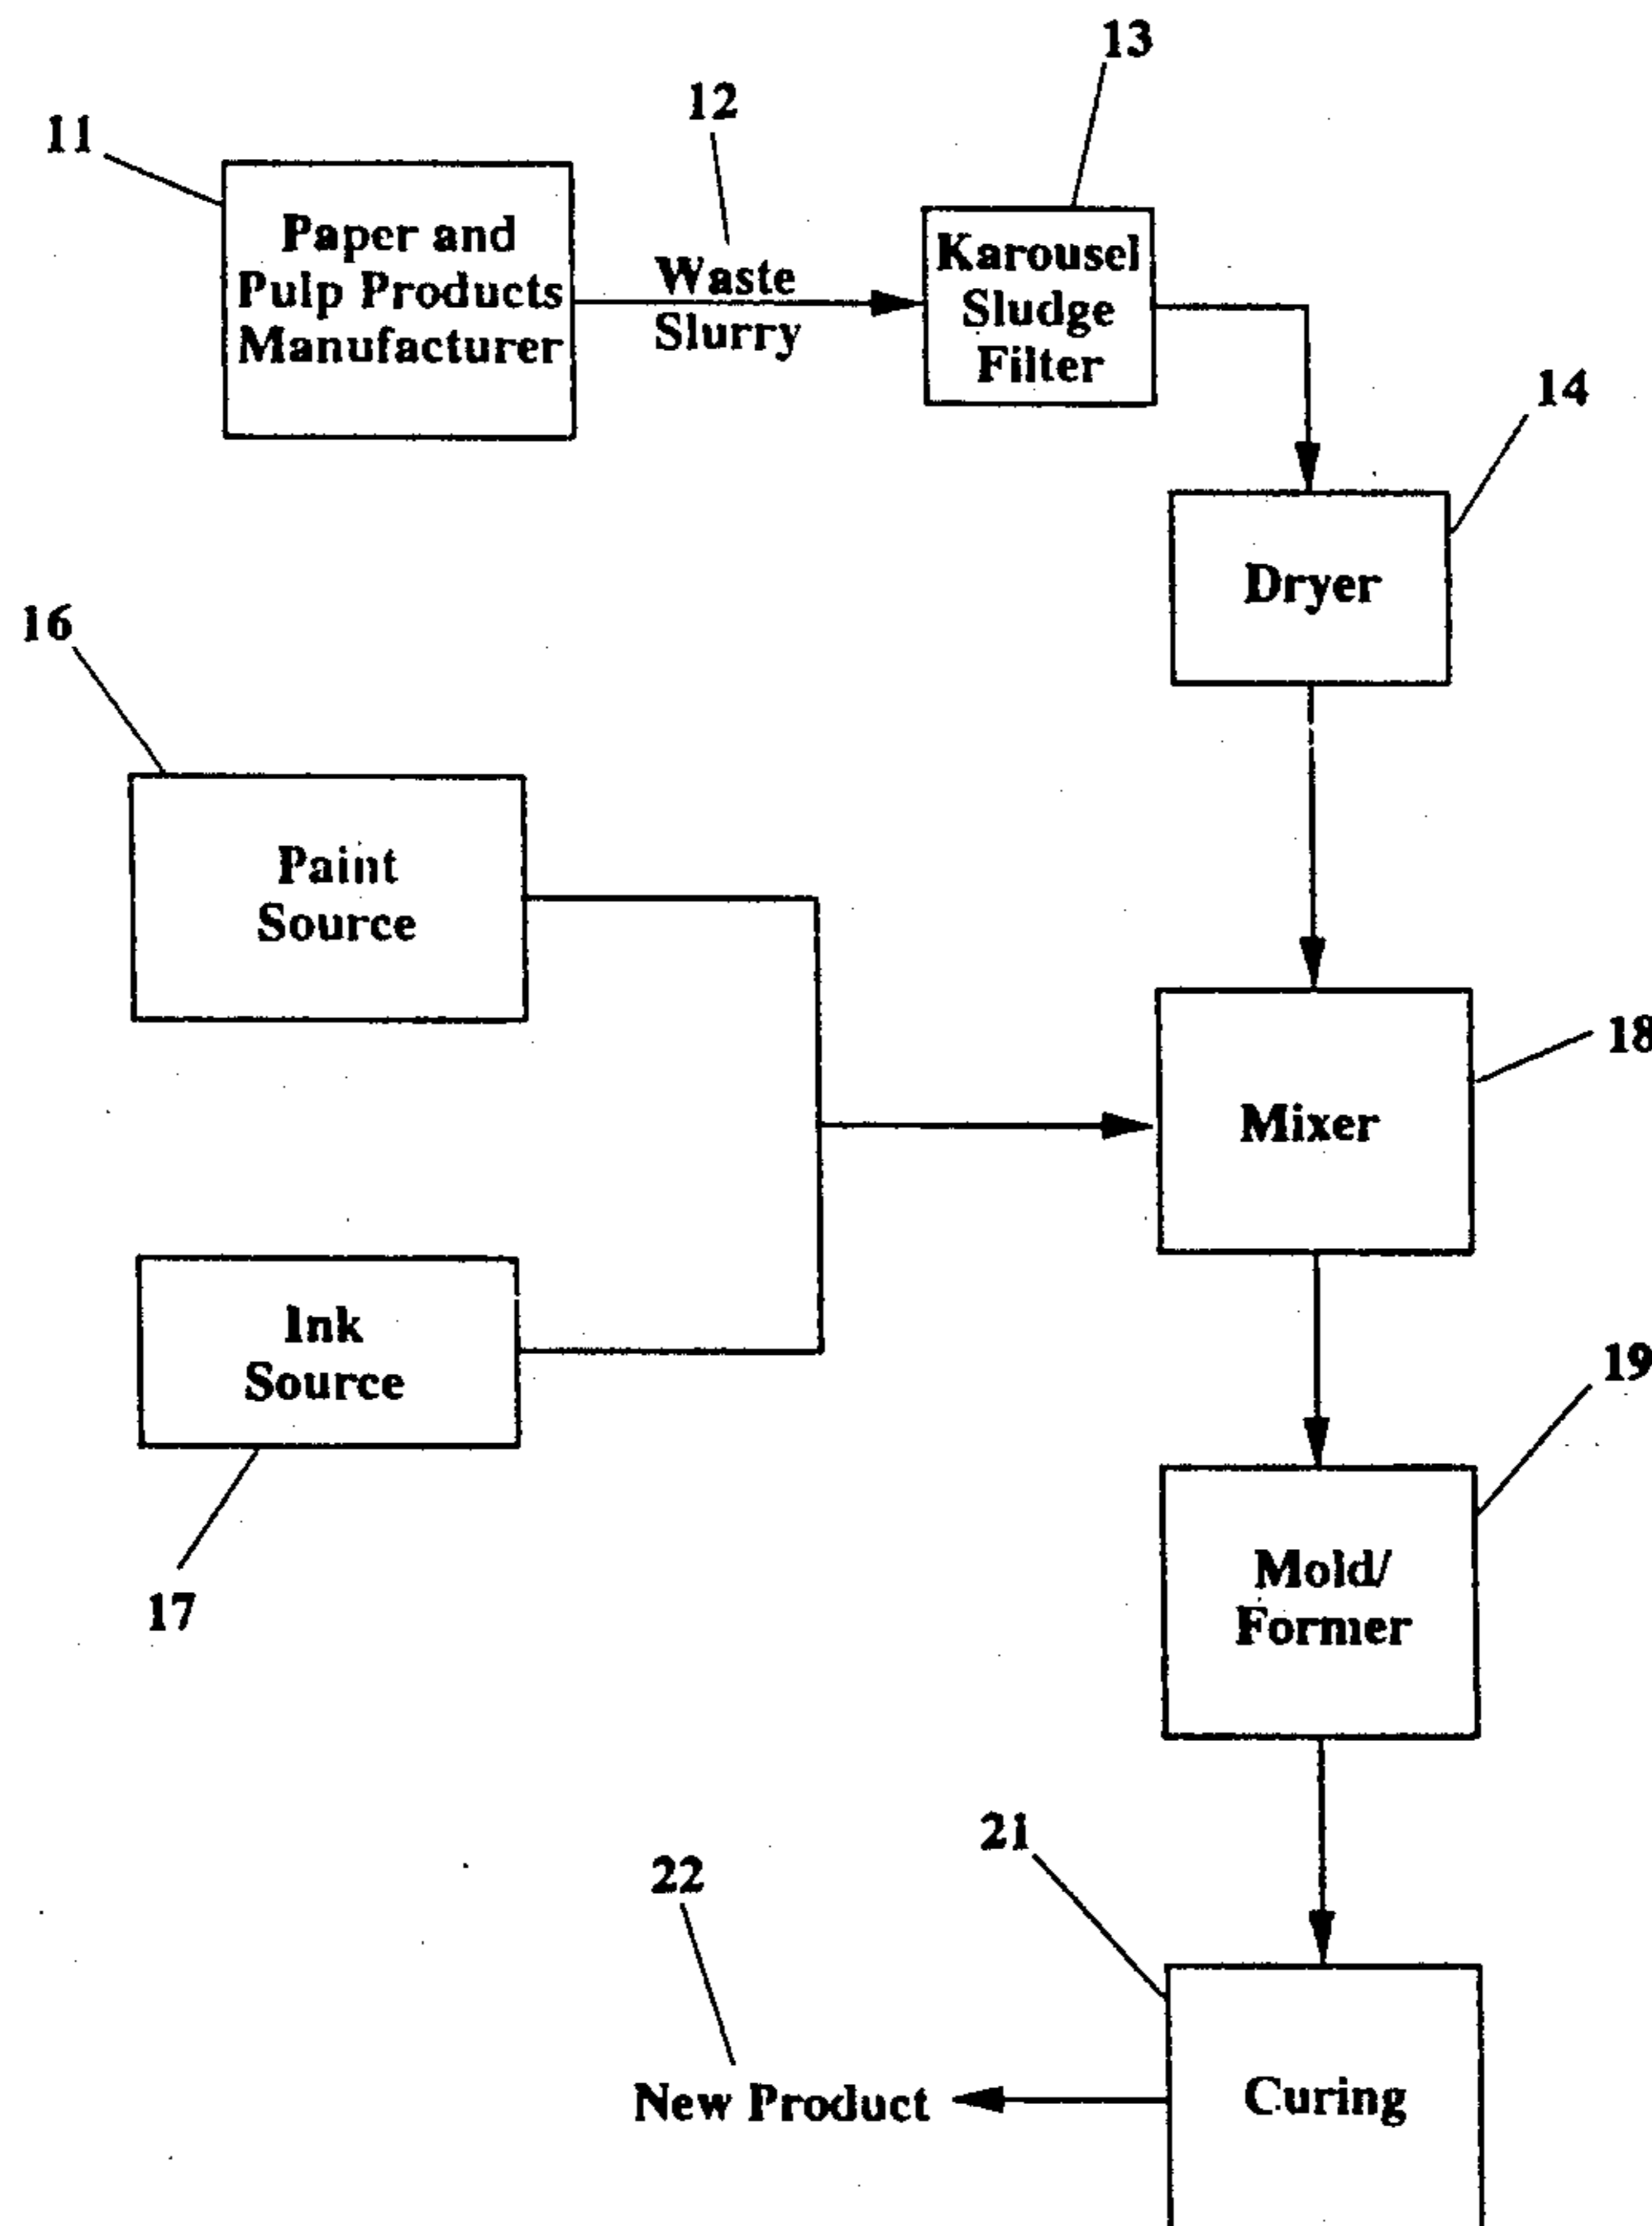 13
12
11
Paper and
Pulp Products
Manufacturer
Waste
Slurry
Karousel
Sludge
Filter
14
Dryer
16
Paint
Source
18
Mixer
Ink
Source
17
19
Mold/
Former
21
22
New Product
Curing